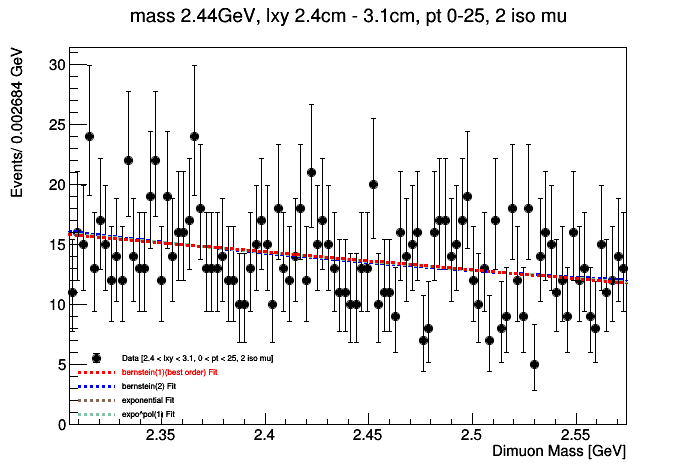 mass 2.44GeV, lxy 2.4cm - 3.1cm, pt 0-25, 2 iso mu
Events/ 0.002684 GeV
30
25
20
15
10
5
0
Data [2.4 < lxy < 3.1, 0 < pt < 25, 2 iso mu]
bernstein(1)(best order) Fit
bernstein(2) Fit
exponential Fit
expo*pol(1) Fit
2.35 2.4 2.45 2.5 2.55
Dimuon Mass [GeV]